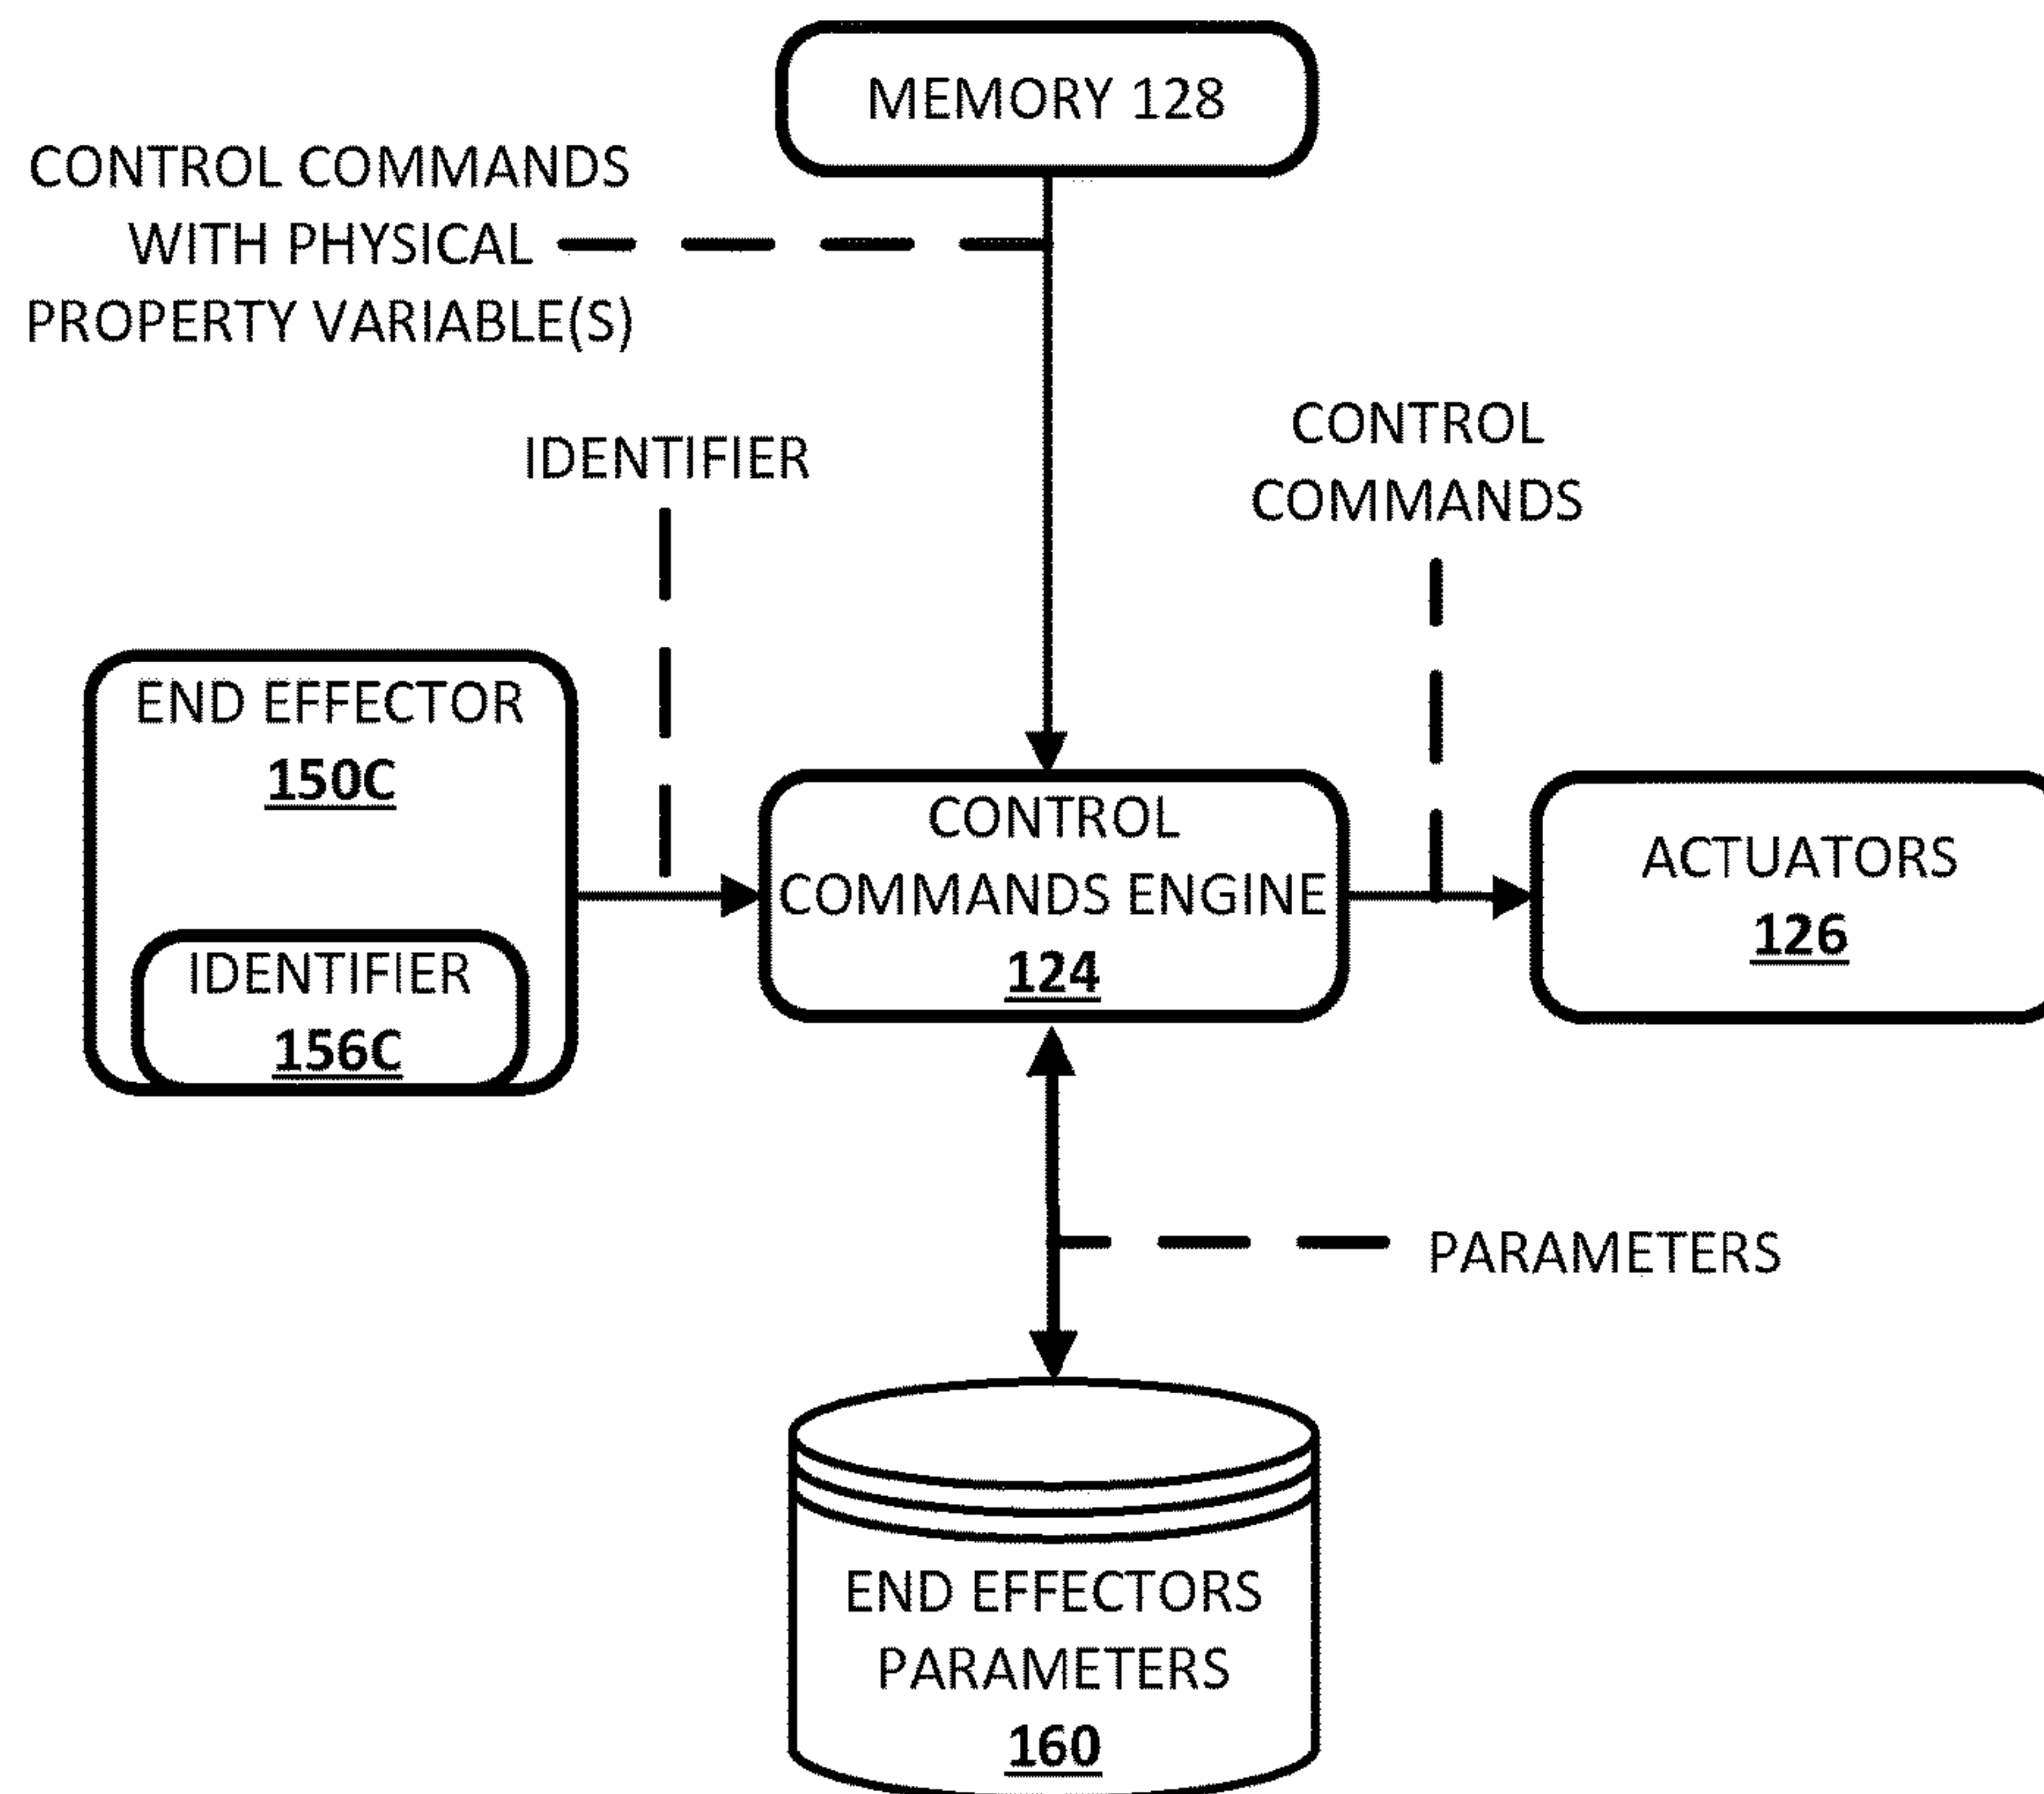 MEMORY 128
CONTROL COMMANDS
WITH PHYSICAL
PROPERTY VARIABLE(S)
IDENTIFIER
CONTROL
COMMANDS
END EFFECTOR
150C
IDENTIFIER
156C
CONTROL
COMMANDS ENGINE
124
ACTUATORS
126
PARAMETERS
END EFFECTORS
PARAMETERS
160